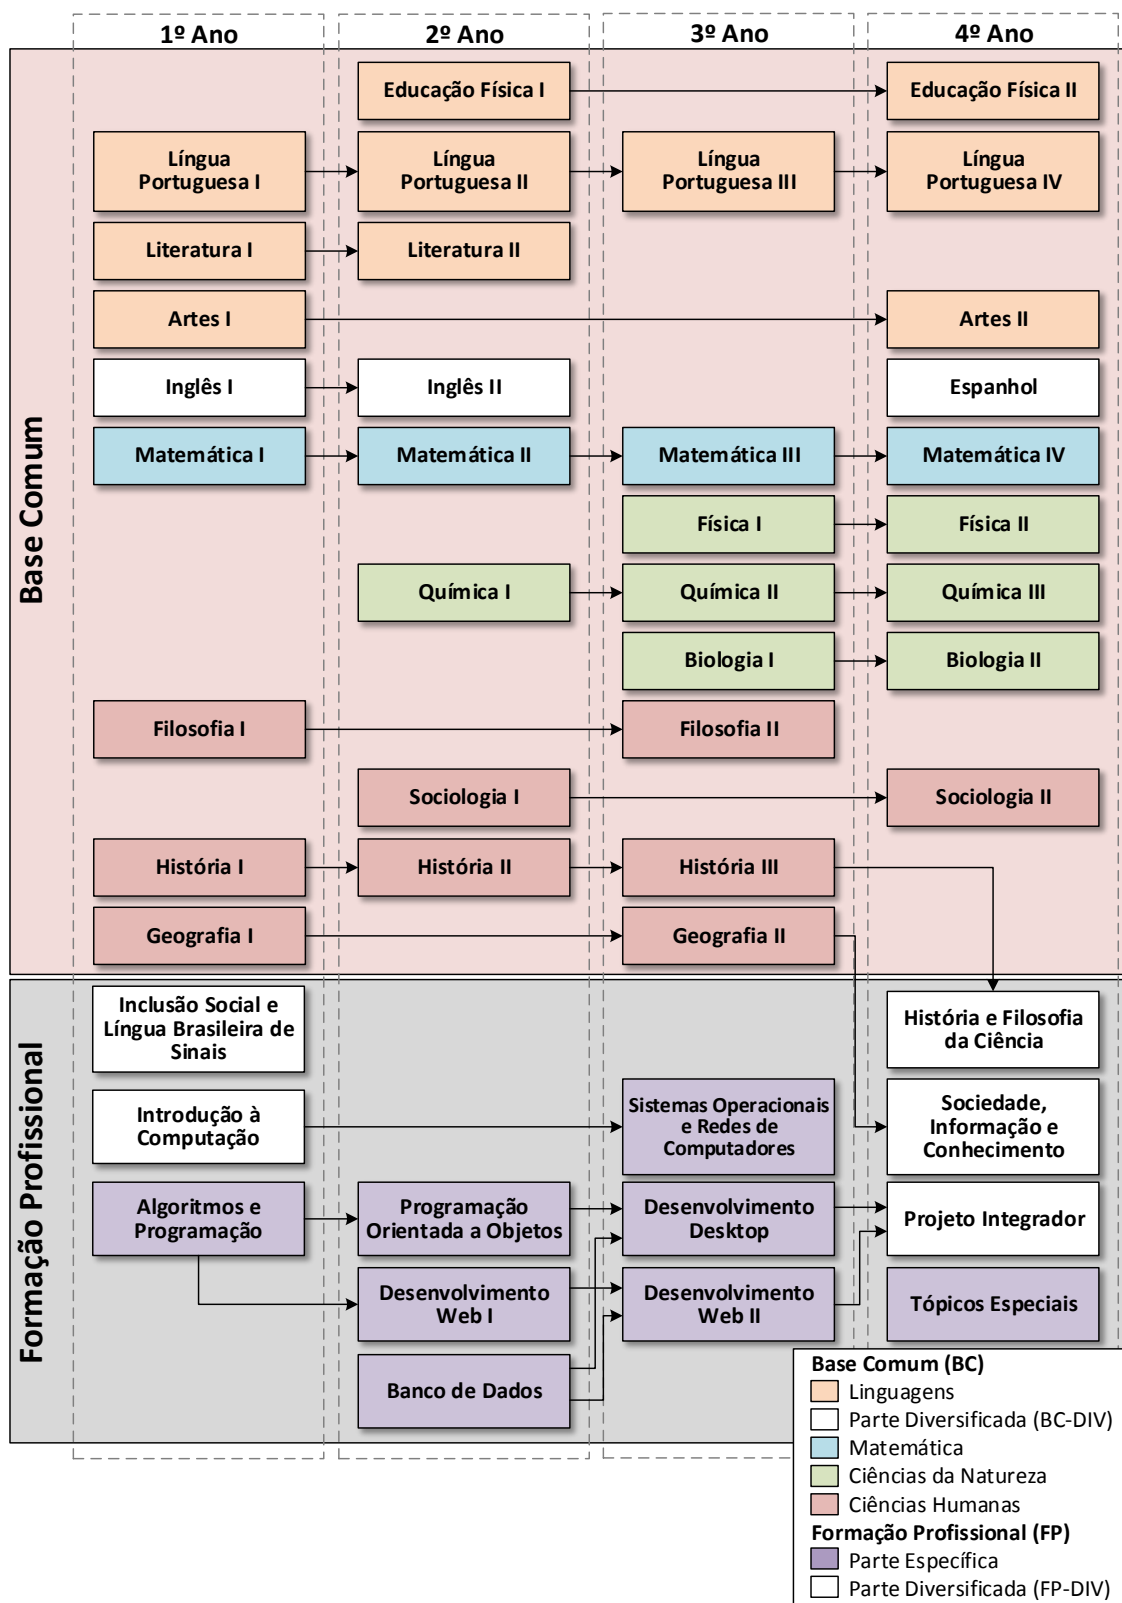 1º Ano
2º Ano
3º Ano
4º Ano
Base Comum
Educação Física I
Educação Física II
Língua
Portuguesa I
Língua
Portuguesa II
Língua
Portuguesa III
Língua
Portuguesa IV
Literatura I
Literatura II
Artes I
Artes II
Inglês I
Inglês II
Espanhol
Matemática I
Matemática II
Matemática III
Matemática IV
Física I
Física II
Química I
Química II
Química III
Biologia I
Biologia II
Filosofia I
Filosofia II
Sociologia I
Sociologia II
História I
História II
História III
Geografia I
Geografia II
Formação Profissional
Inclusão Social e
Língua Brasileira de
Sinais
História e Filosofia
da Ciência
Introdução à
Computação
Sistemas Operacionais
e Redes de
Computadores
Sociedade,
Informação e
Conhecimento
Algoritmos e
Programação
Programação
Orientada a Objetos
Desenvolvimento
Desktop
Projeto Integrador
Desenvolvimento
Web I
Desenvolvimento
Web II
Tópicos Especiais
Banco de Dados
Base Comum (BC)
Linguagens
Parte Diversificada (BC-DIV)
Matemática
Ciências da Natureza
Ciências Humanas
Formação Profissional (FP)
Parte Específica
Parte Diversificada (FP-DIV)